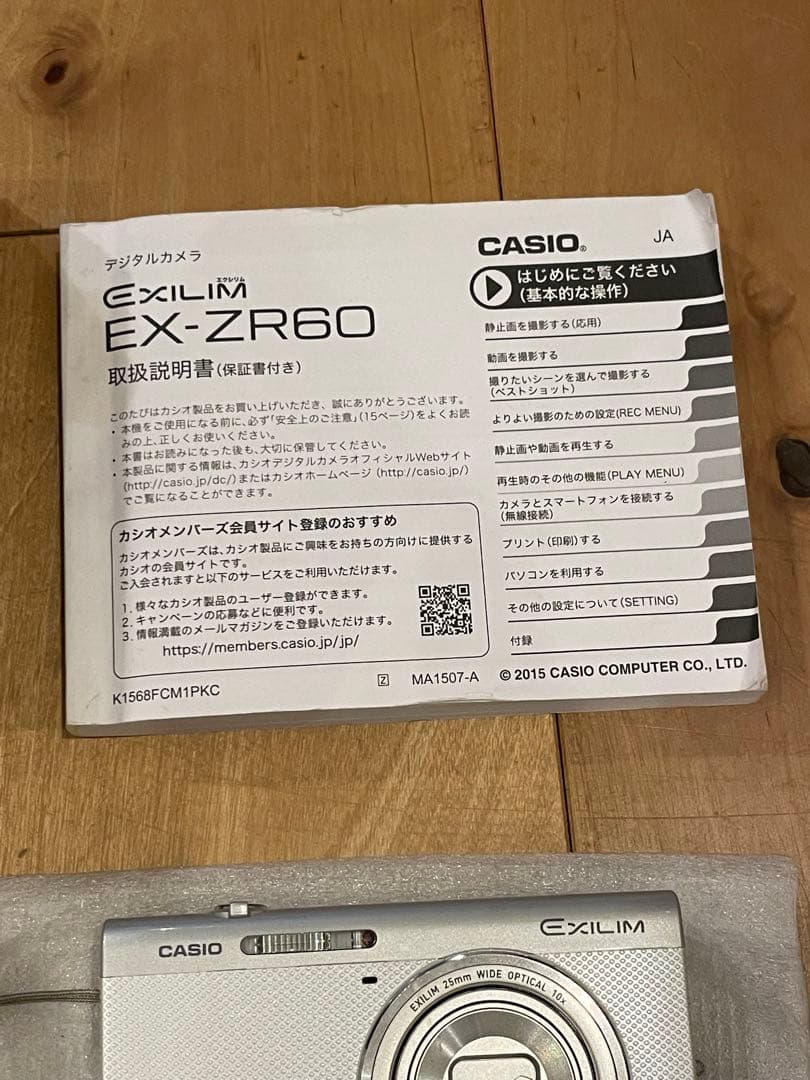 デジタルカメラ
エクシリム
EXILIM
EX-ZR60
取扱説明書(保証書付き)
このたびはカシオ製品をお買い上げいただき、誠にありがとうございます。
・本機をご使用になる前に、必ず「安全上のご注意」(15ページ)をよくお読
みの上、正しくお使いください。
・本書はお読みになった後も、大切に保管してください。
・本製品に関する情報は、カシオデジタルカメラオフィシャルWebサイト
(http://casio.jp/dc/)またはカシオホームページ (http://casio.jp/)
でご覧になることができます。
カシオメンバーズ会員サイト登録のおすすめ
カシオメンバーズは、カシオ製品にご興味をお持ちの方向けに提供する
カシオの会員サイトです。
ご入会されますと以下のサービスをご利用いただけます。
1. 様々なカシオ製品のユーザー登録ができます。
2. キャンペーンの応募などに便利です。
3. 情報満載のメールマガジンをご登録いただけます。
https://members.casio.jp/jp/
K1568FCM1PKC
Z
MA1507-A
CASIO®
JA
はじめにご覧ください
(基本的な操作)
静止画を撮影する(応用)
動画を撮影する
撮りたいシーンを選んで撮影する
(ベストショット)
よりよい撮影のための設定(REC MENU)
静止画や動画を再生する
再生時のその他の機能(PLAY MENU)
カメラとスマートフォンを接続する
(無線接続)
プリント(印刷)する
パソコンを利用する
その他の設定について(SETTING)
付録
© 2015 CASIO COMPUTER CO., LTD.
CASIO
EXILIM
EXILIM 25mm WIDE OPTICAL 10x